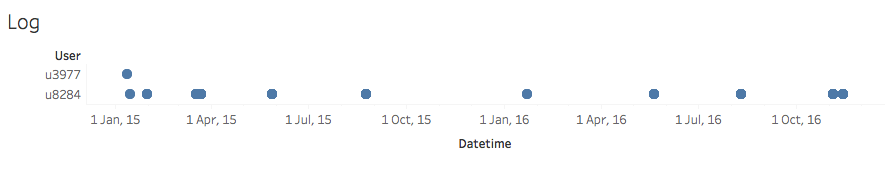 Log
User
u3977
u8284
1 Jan, 15 1 Apr, 15 1 Jul, 15 1 Oct, 15 1 Jan, 16 1 Apr, 16 1 Jul, 16 1 Oct, 16
Datetime